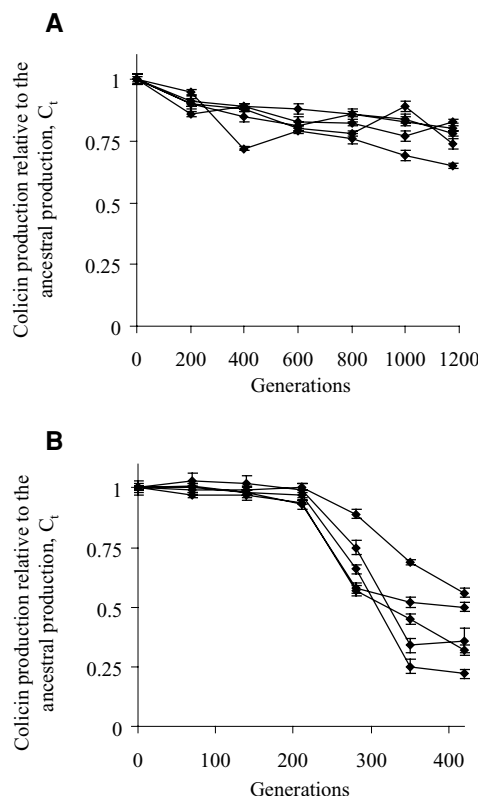 A
Colicin production relative to the
ancestral production, Ct
1
0.75
0.5
0.25
0
0 200 400 600 800 1000 1200
Generations
B
Colicin production relative to the
ancestral production, Ct
1
0.75
0.5
0.25
0
0 100 200 300 400
Generations